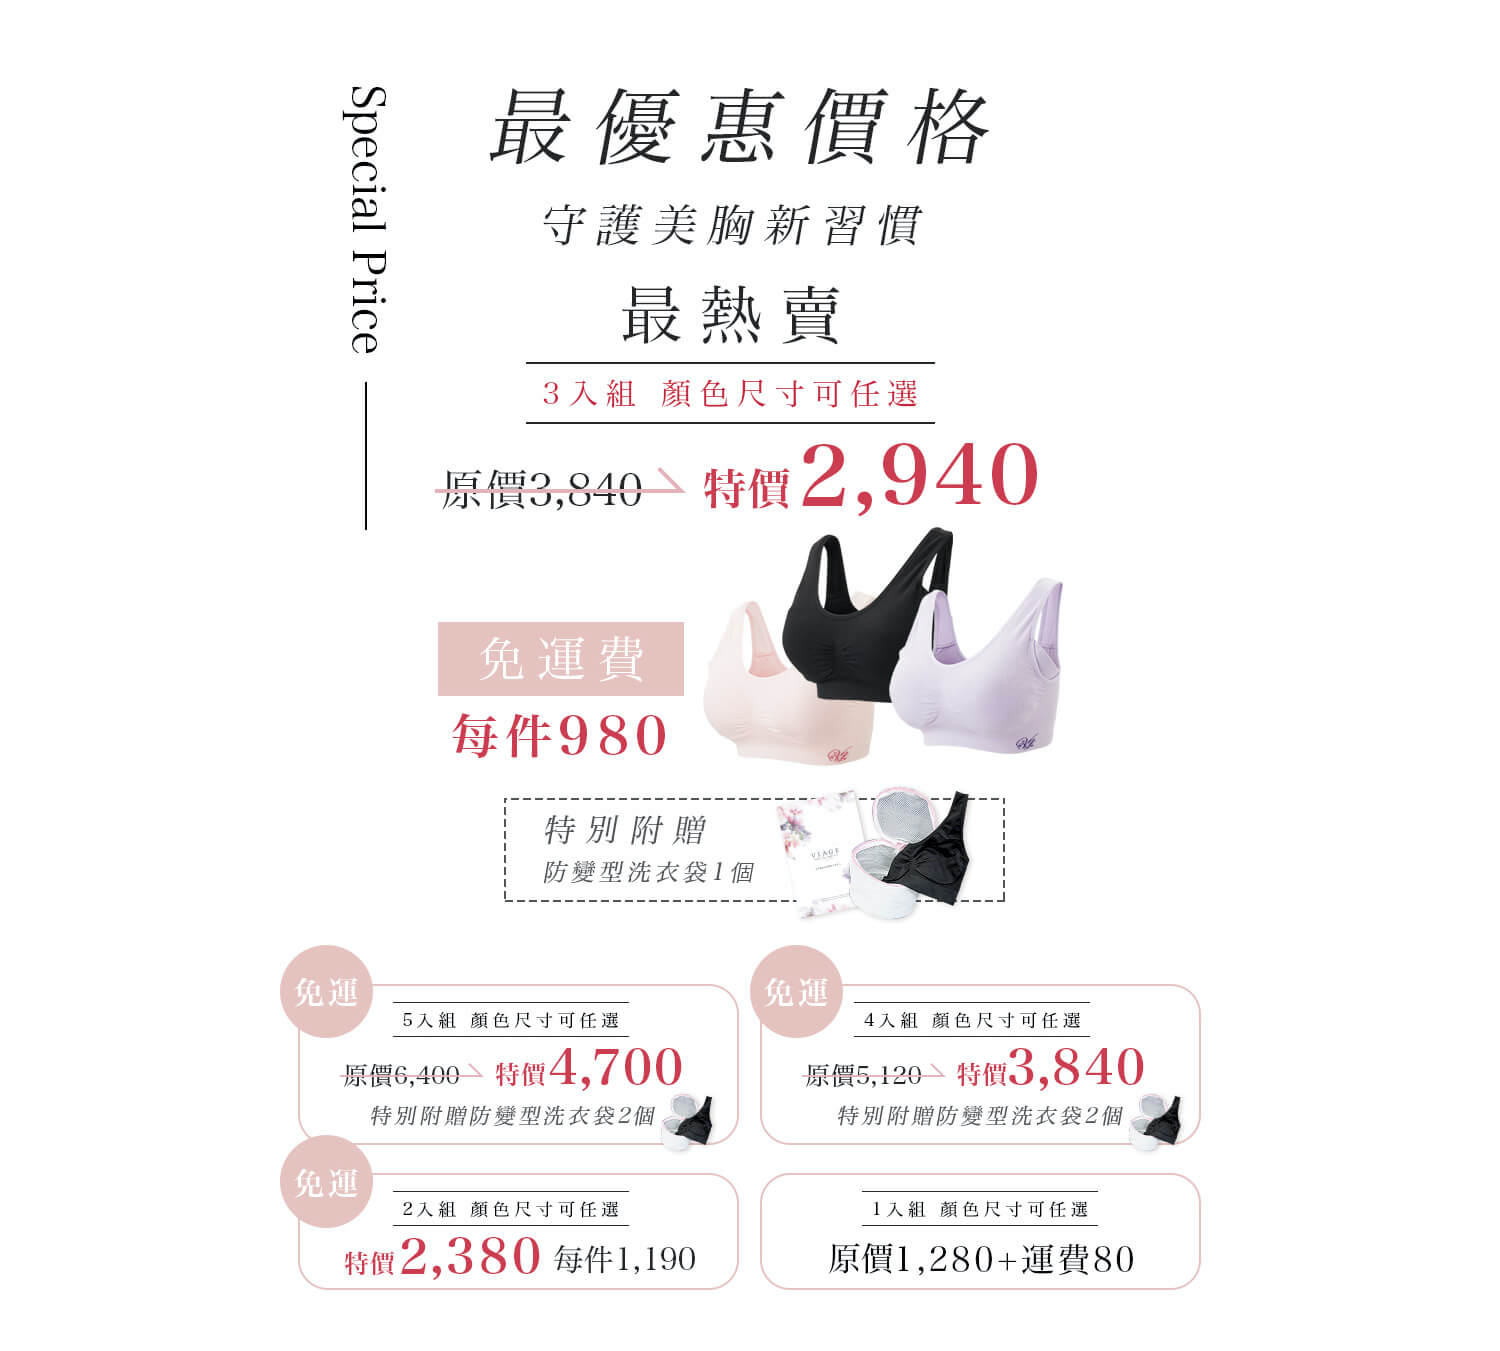 Special Price
最優惠價格
守護美胸新習慣
最熱賣
3入組 顏色尺寸可任選
原價3,840 特價2,940
免運費
每件980
特別附贈
防變型洗衣袋1個
VIAGE
免運
5入組 顏色尺寸可任選
原價6,400 特價4,700
特別附贈防變型洗衣袋2個
免運
4入組 顏色尺寸可任選
原價5,120 特價3,840
特別附贈防變型洗衣袋2個
免運
2入組 顏色尺寸可任選
特價2,380 每件1,190
1入組 顏色尺寸可任選
原價1,280+運費80